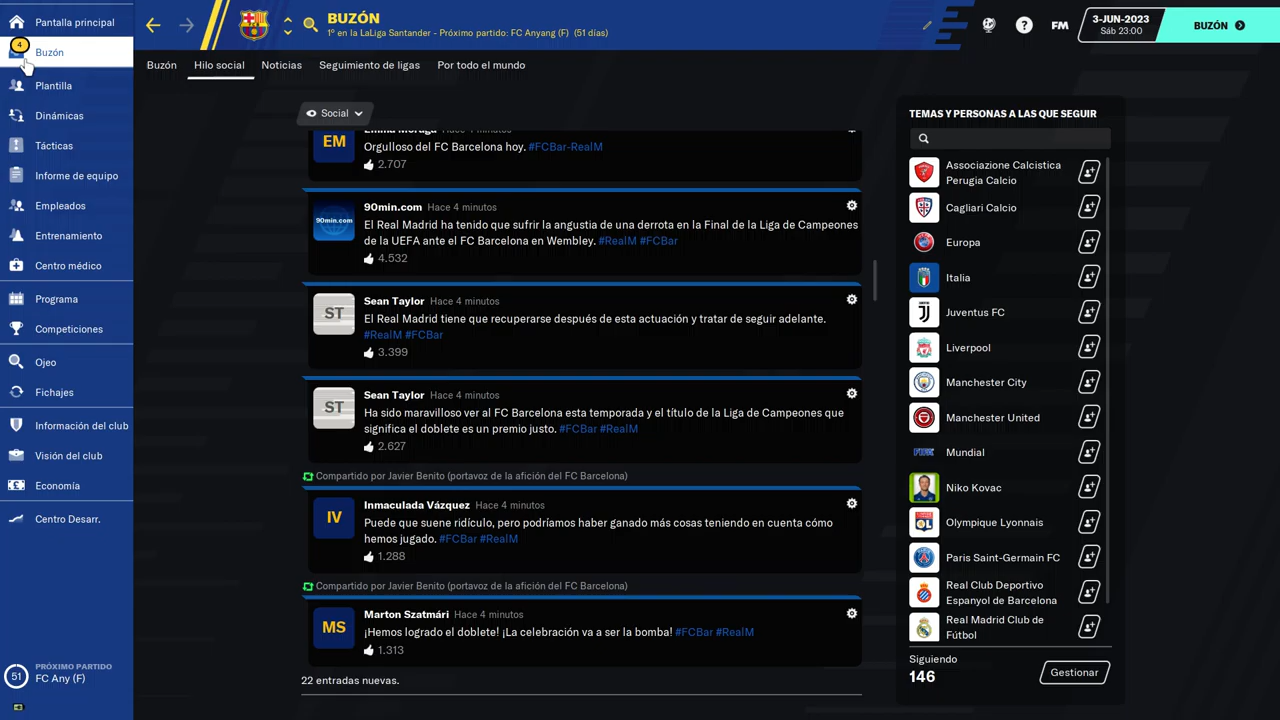 Pantalla principal
4
Buzón
Plantilla
Dinámicas
Tácticas
Informe de equipo
Empleados
Entrenamiento
Centro médico
Programa
Competiciones
Ojeo
Fichajes
Información del club
Visión del club
Economía
Centro Desarr.
51
PRÓXIMO PARTIDO
FC Any (F)
BUZÓN
1º en la LaLiga Santander - Próximo partido: FC Anyang (F) (51 días)
?
FM
3-JUN-2023
Sáb 23:00
BUZÓN
Buzón
Hilo social
Noticias
Seguimiento de ligas
Por todo el mundo
Social
EM
Emma Moraga Hace 4 minutos
Orgulloso del FC Barcelona hoy. #FCBar-RealM
2.707
90min.com
90min.com Hace 4 minutos
El Real Madrid ha tenido que sufrir la angustia de una derrota en la Final de la Liga de Campeones
de la UEFA ante el FC Barcelona en Wembley. #RealM #FCBar
4.532
ST
Sean Taylor Hace 4 minutos
El Real Madrid tiene que recuperarse después de esta actuación y tratar de seguir adelante.
#RealM #FCBar
3.399
ST
Sean Taylor Hace 4 minutos
Ha sido maravilloso ver al FC Barcelona esta temporada y el título de la Liga de Campeones que
significa el doblete es un premio justo. #FCBar #RealM
2.627
Compartido por Javier Benito (portavoz de la afición del FC Barcelona)
IV
Inmaculada Vázquez Hace 4 minutos
Puede que suene ridículo, pero podríamos haber ganado más cosas teniendo en cuenta cómo
hemos jugado. #FCBar #RealM
1.288
Compartido por Javier Benito (portavoz de la afición del FC Barcelona)
MS
Marton Szatmári Hace 4 minutos
¡Hemos logrado el doblete! ¡La celebración va a ser la bomba! #FCBar #RealM
1.313
22 entradas nuevas.
TEMAS Y PERSONAS A LAS QUE SEGUIR
Associazione Calcistica
Perugia Calcio
Cagliari Calcio
Europa
Italia
Juventus FC
Liverpool
Manchester City
Manchester United
Mundial
Niko Kovac
Olympique Lyonnais
Paris Saint-Germain FC
Real Club Deportivo
Espanyol de Barcelona
Real Madrid Club de
Fútbol
Siguiendo
146
Gestionar